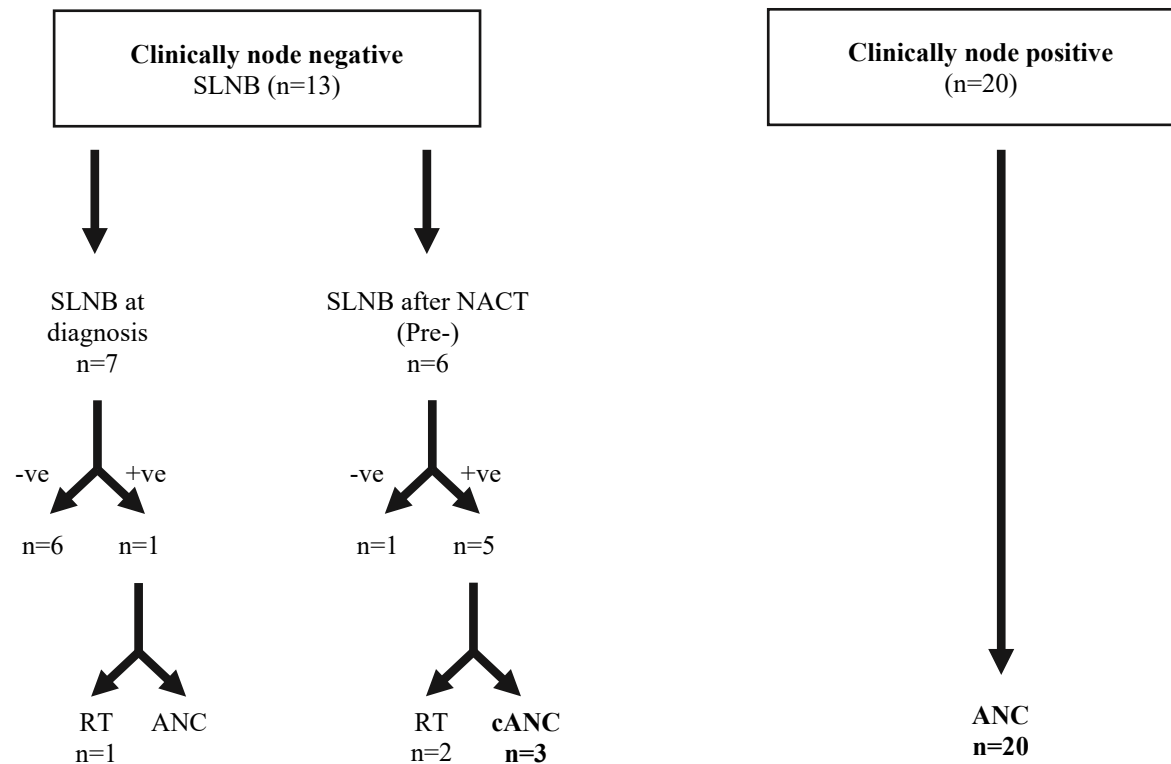 Clinically node negative
SLNB (n=13)
Clinically node positive
(n=20)
SLNB at
diagnosis
n=7
SLNB after NACT
(Pre-)
n=6
-ve
+ve
-ve
+ve
n=6
n=1
n=1
n=5
RT
n=1
ANC
RT
n=2
cANC
n=3
ANC
n=20